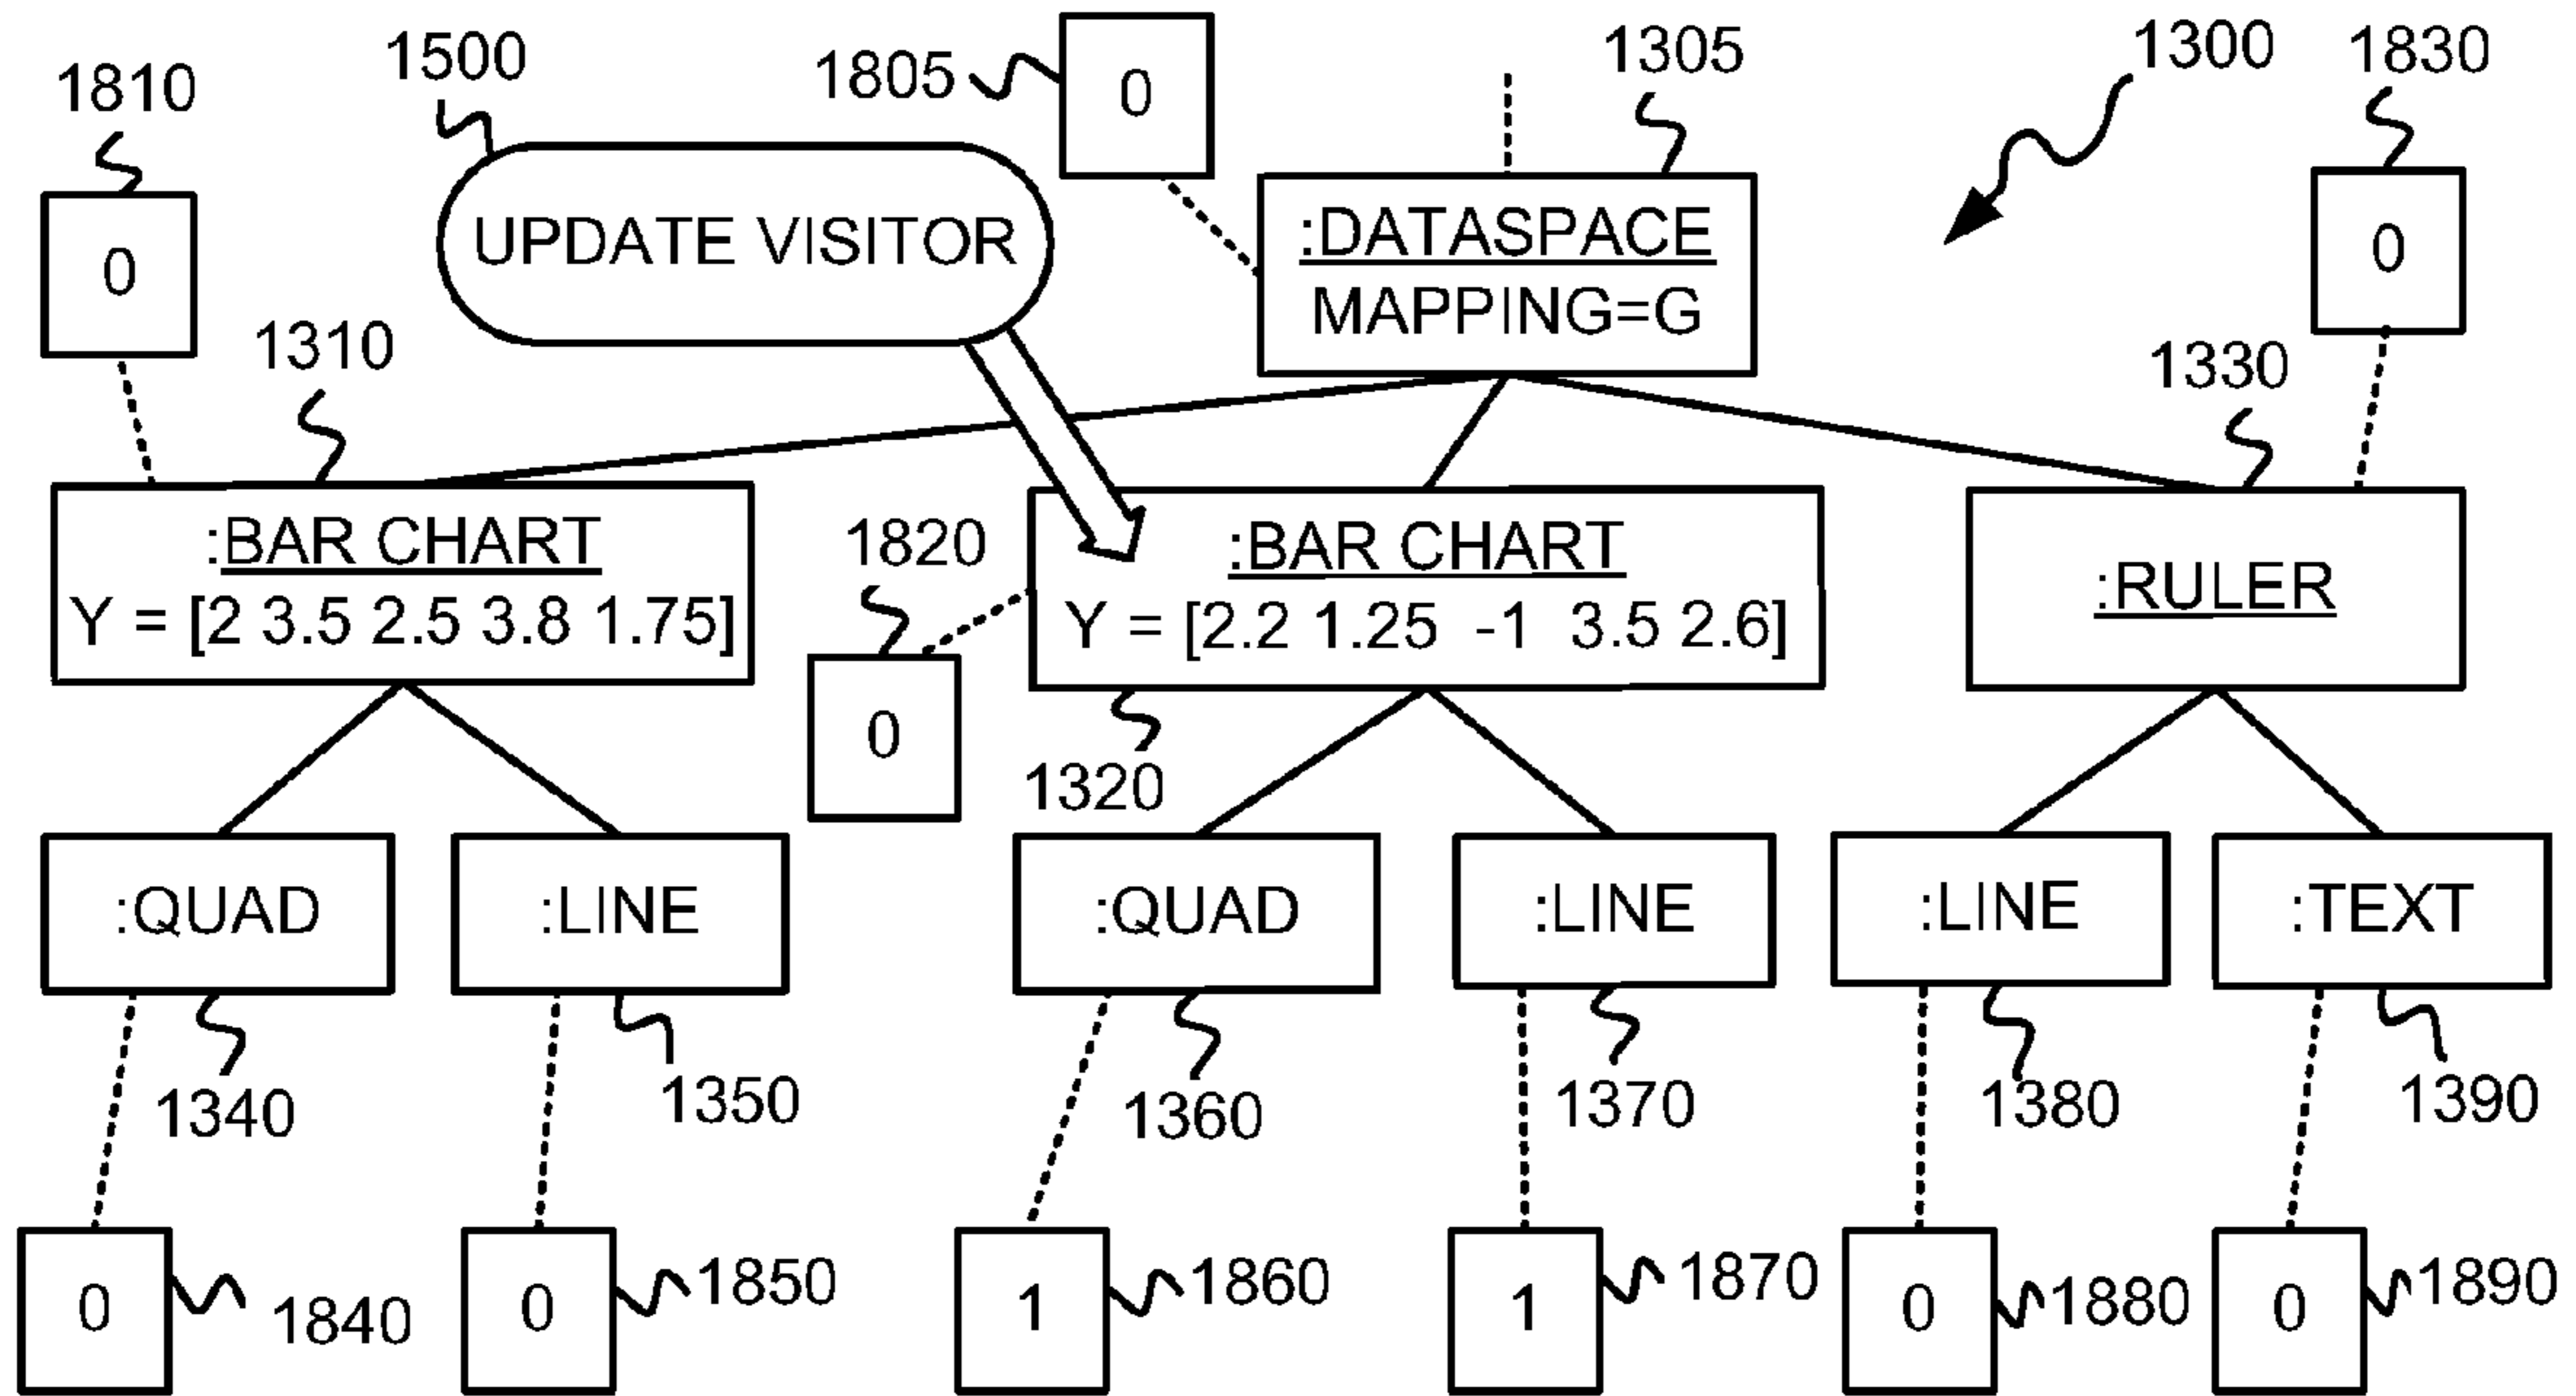 1810
1500
1805
0
1305
1300
1830
0
UPDATE VISITOR
:DATASPACE
MAPPING=G
0
1310
1330
:BAR CHART
Y = [2 3.5 2.5 3.8 1.75]
1820
0
:BAR CHART
Y = [2.2 1.25 -1 3.5 2.6]
1320
:RULER
:QUAD
:LINE
:QUAD
:LINE
:LINE
:TEXT
1340
1350
1360
1370
1380
1390
0
1840
0
1850
1
1860
1
1870
0
1880
0
1890